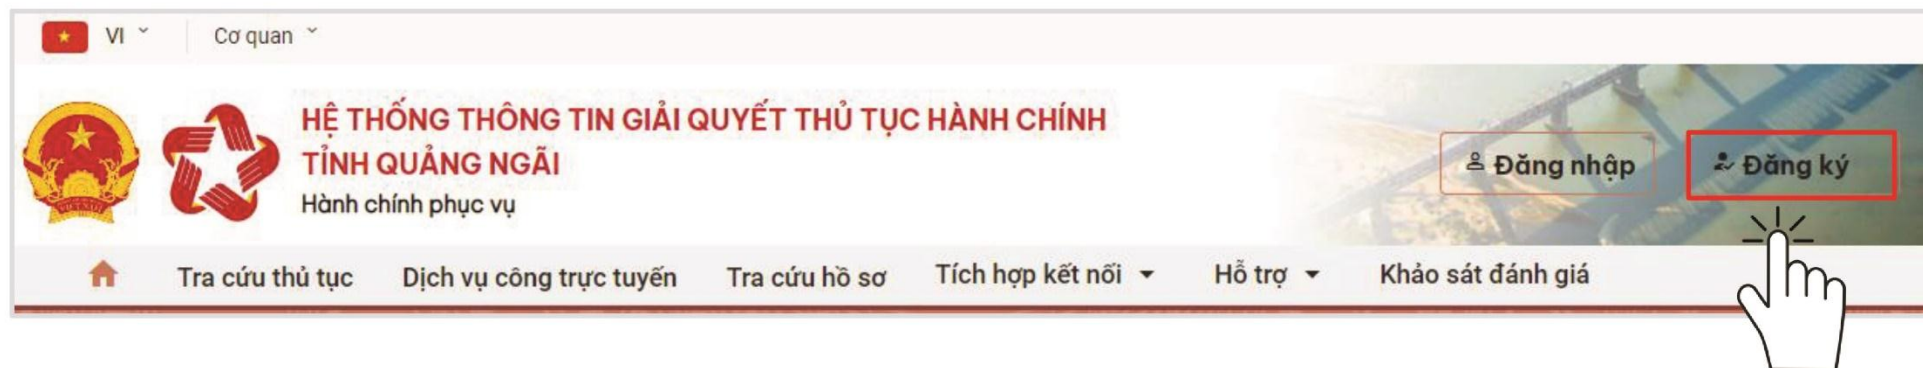 VI
Cơ quan
HỆ THỐNG THÔNG TIN GIẢI QUYẾT THỦ TỤC HÀNH CHÍNH
TỈNH QUẢNG NGÃI
Hành chính phục vụ
Đăng nhập
Đăng ký
Tra cứu thủ tục
Dịch vụ công trực tuyến
Tra cứu hồ sơ
Tích hợp kết nối
Hỗ trợ
Khảo sát đánh giá